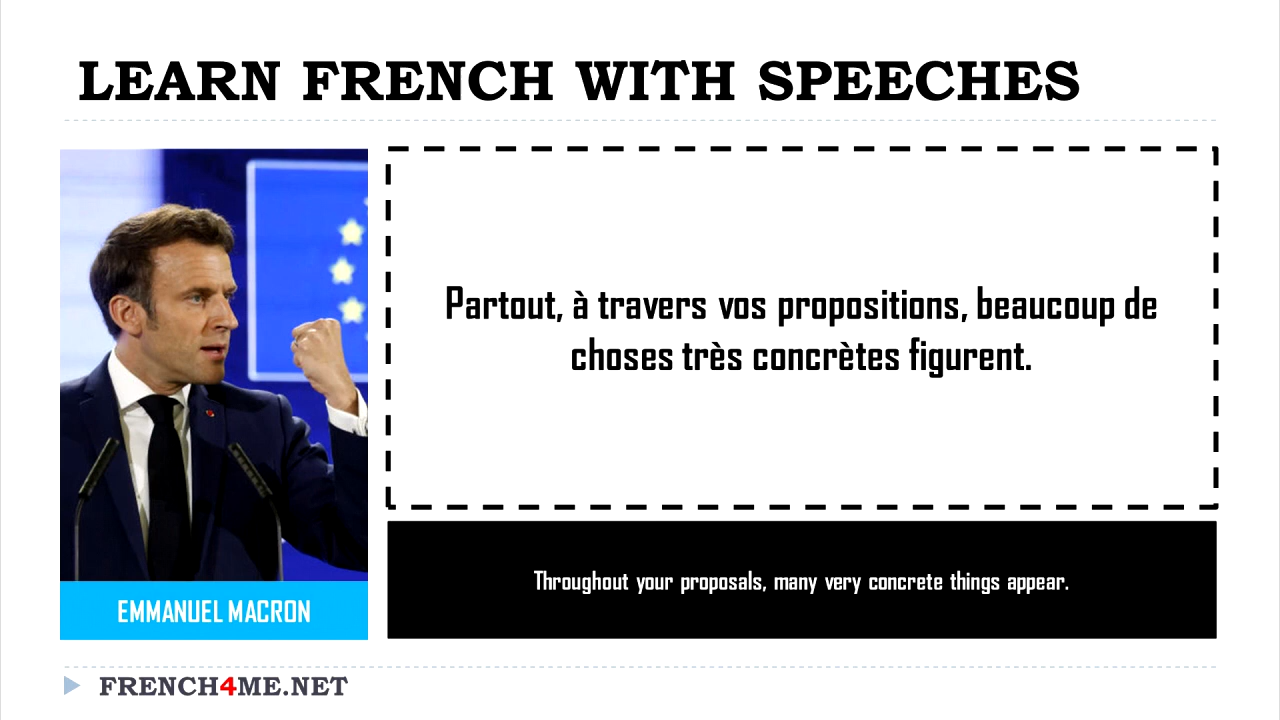 LEARN FRENCH WITH SPEECHES
Partout, à travers vos propositions, beaucoup de
choses très concrètes figurent.
Throughout your proposals, many very concrete things appear.
EMMANUEL MACRON
FRENCH4ME.NET